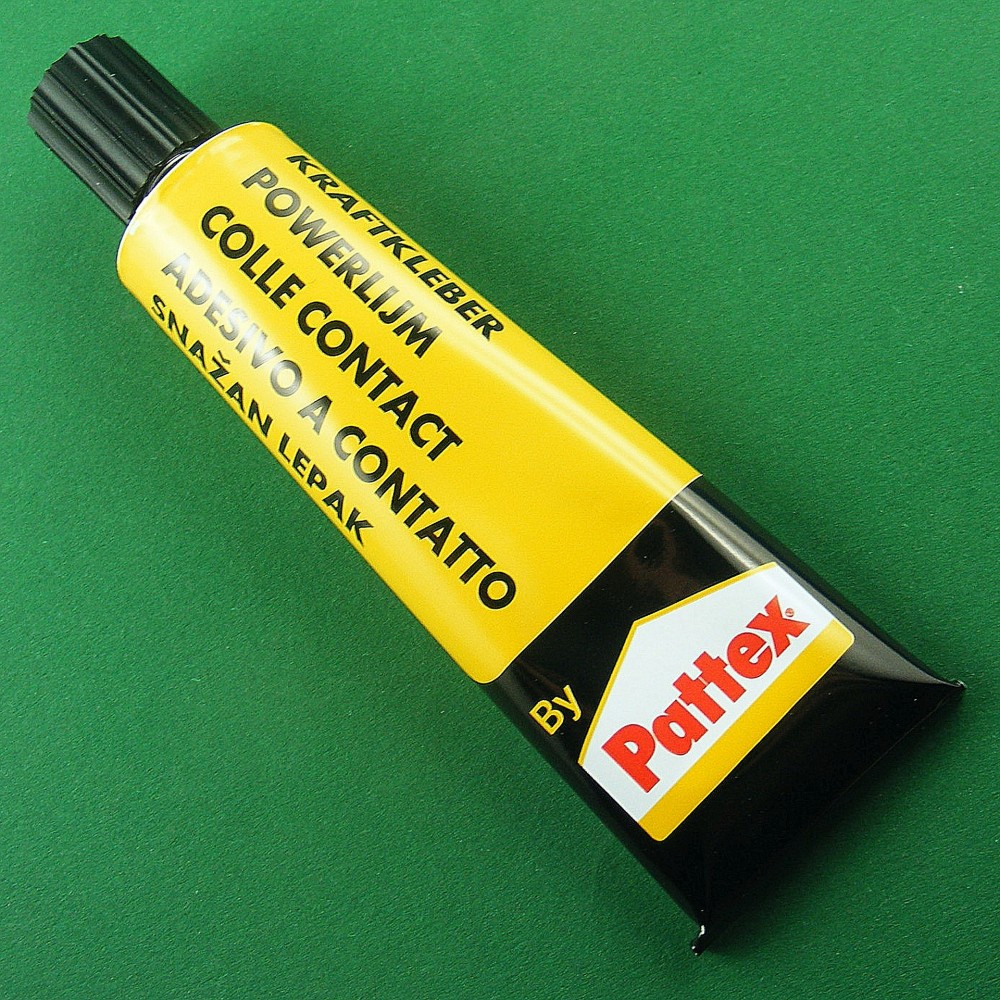 KRAFTKLEBER
POWERLIJM
COLLE CONTACT
ADESIVO A CONTATTO
SNAŽAN LEPAK
By
Pattex®